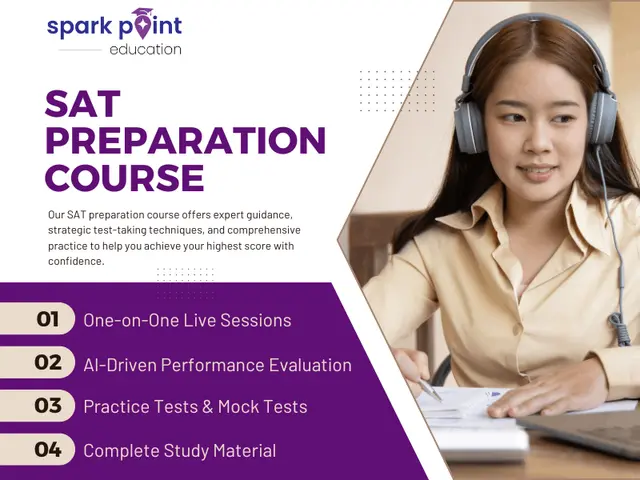 spark point
education
SAT
PREPARATION
COURSE
Our SAT preparation course offers expert guidance,
strategic test-taking techniques, and comprehensive
practice to help you achieve your highest score with
confidence.
01 One-on-One Live Sessions
02 AI-Driven Performance Evaluation
03 Practice Tests & Mock Tests
04 Complete Study Material